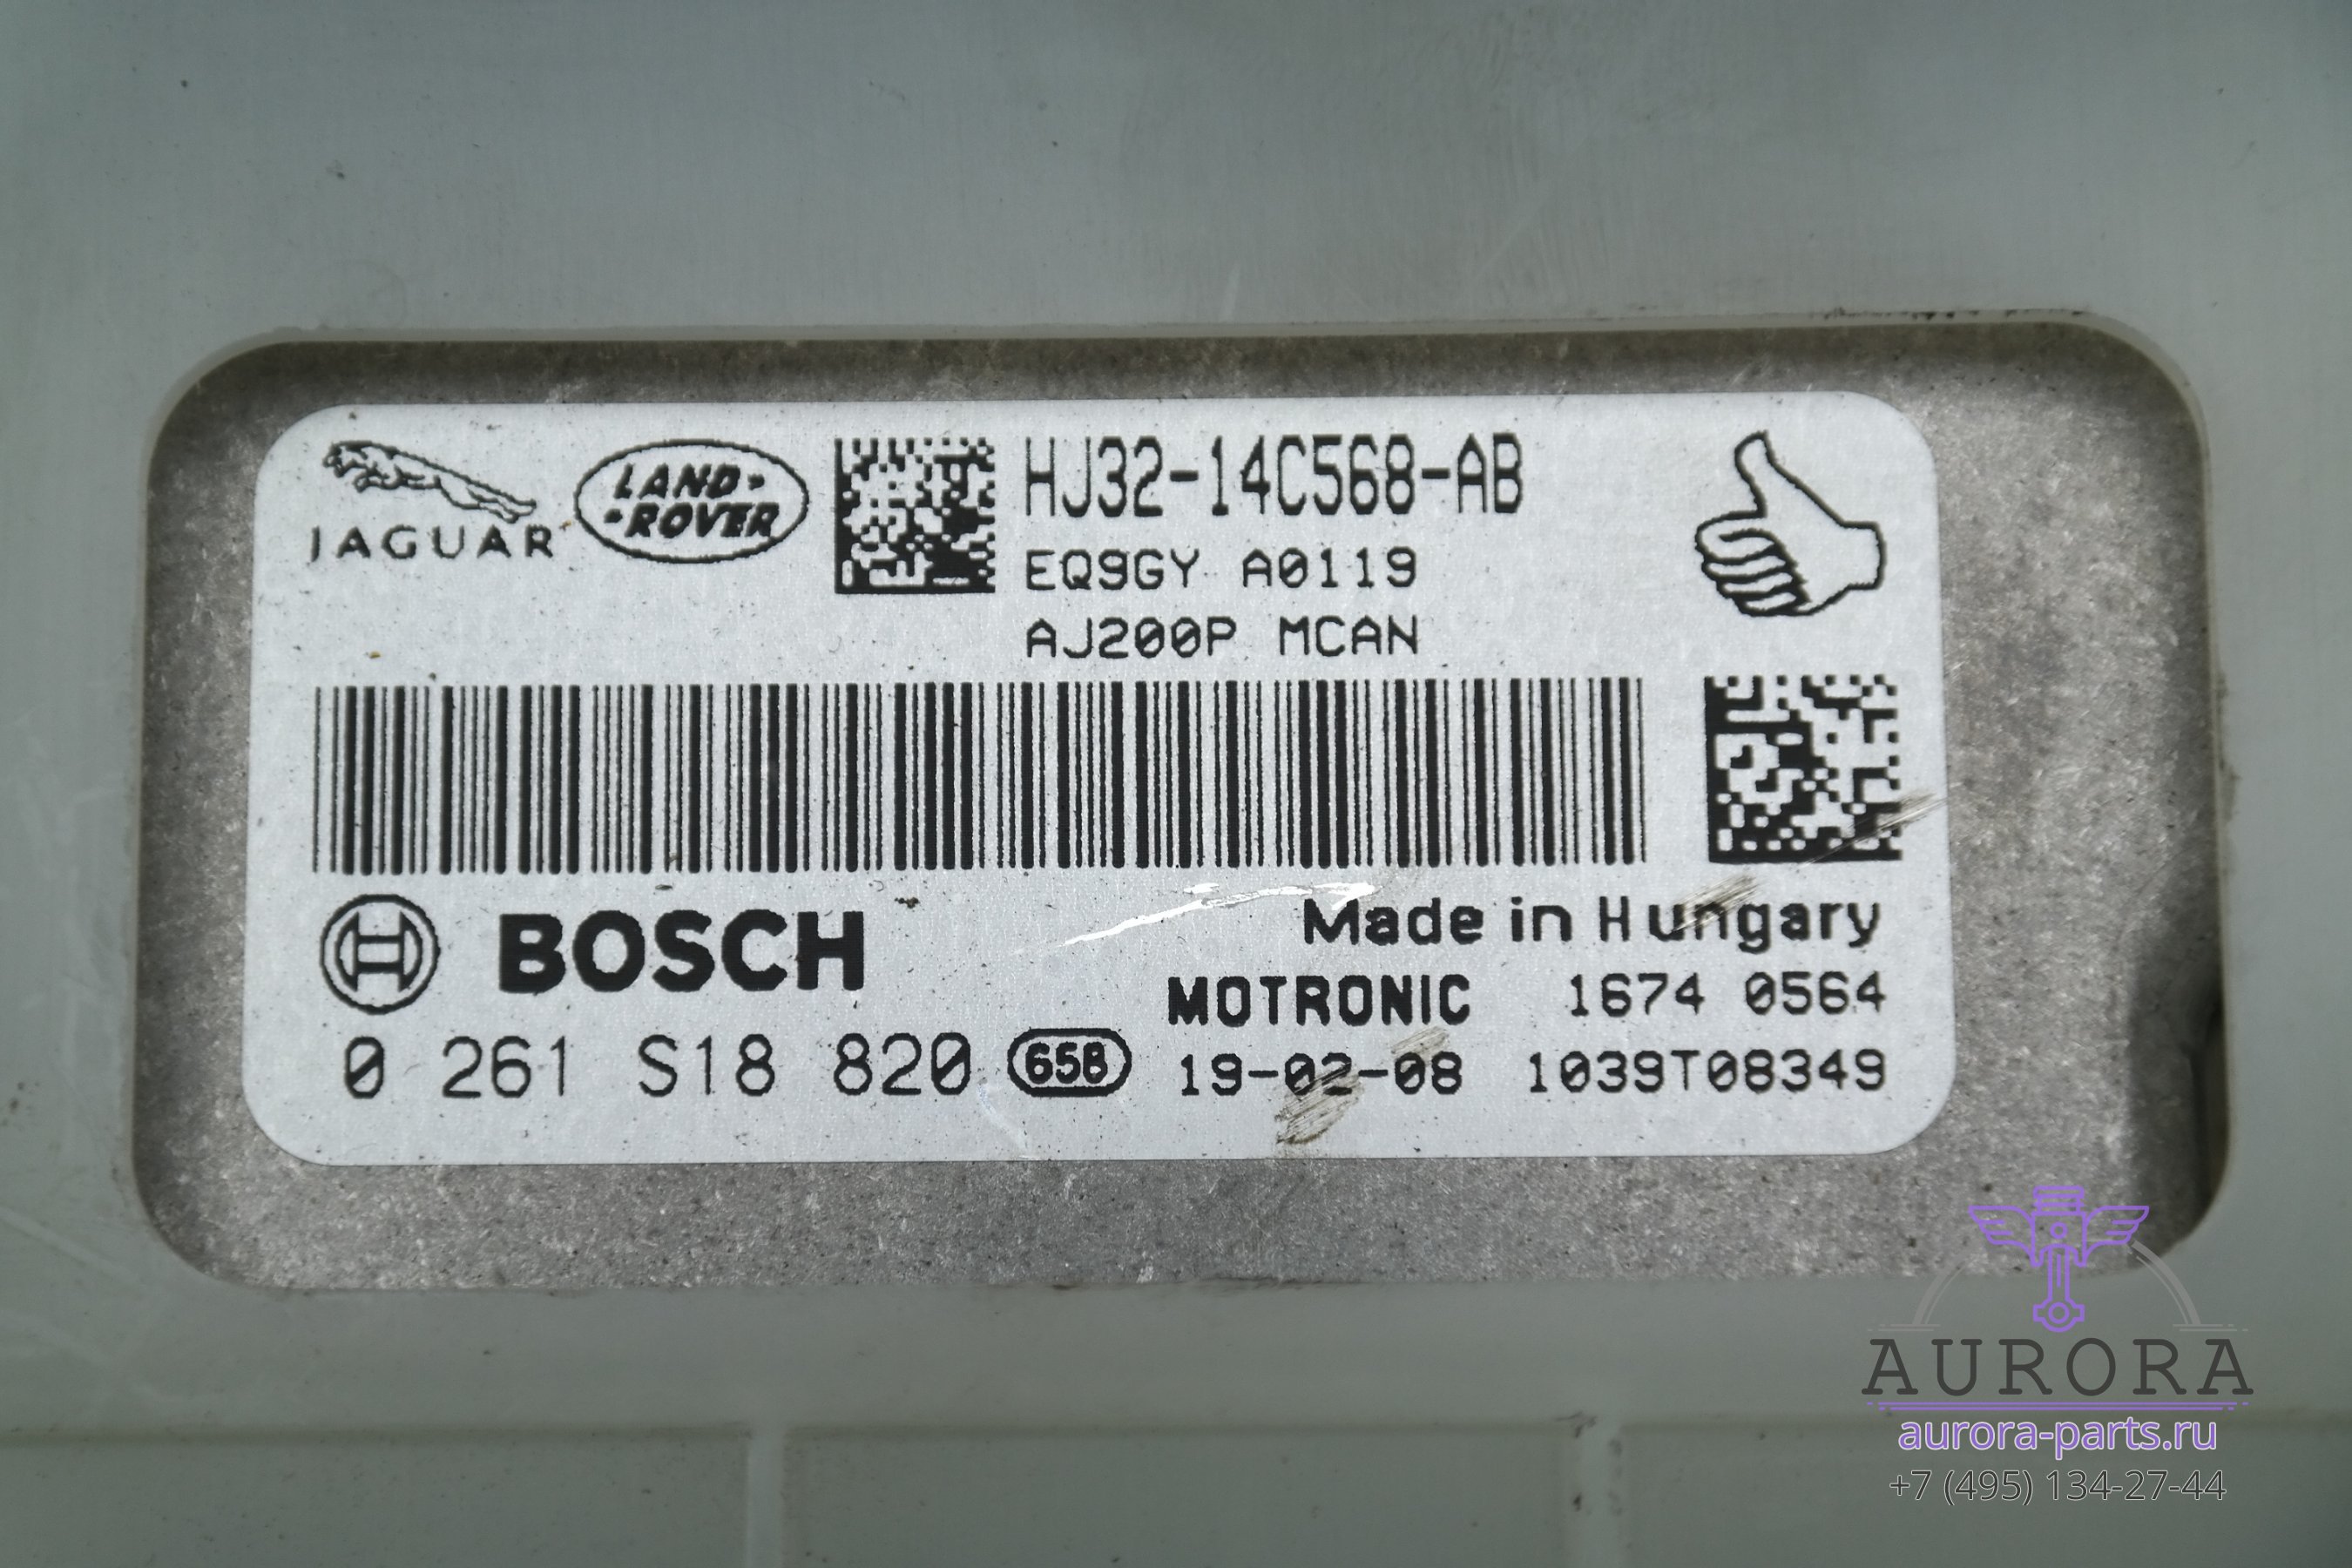 JAGUAR
LAND
ROVER
HJ32-14C568-AB
EQ9GY A0119
AJ200P MCAN
BOSCH
Made in Hungary
MOTRONIC 1674 0564
0 261 S18 820 65B 19-02-08 1039T08349
AURORA
aurora-parts.ru
+7 (495) 134-27-44